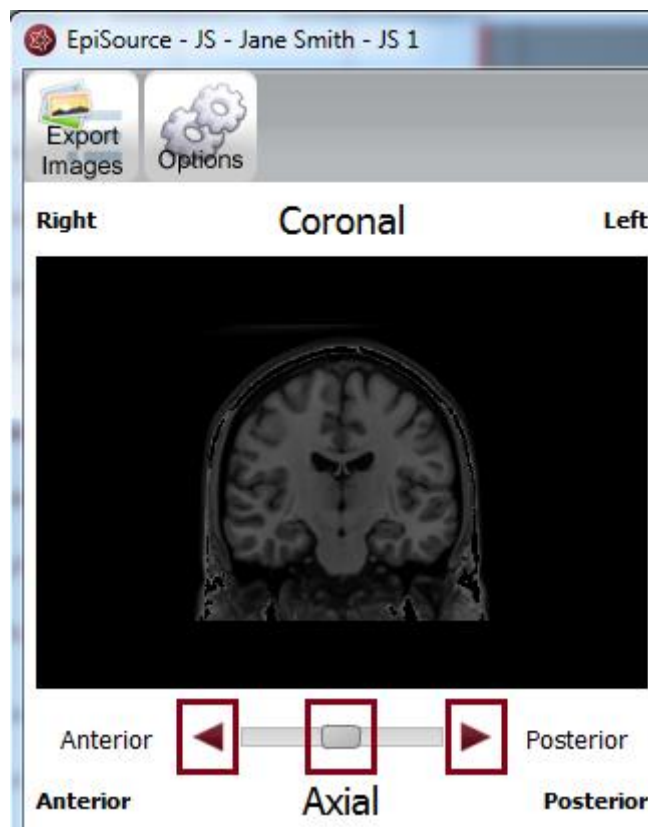 EpiSource - JS - Jane Smith - JS 1
Export
Images
Options
Right Coronal Left
Anterior Posterior
Anterior Axial Posterior